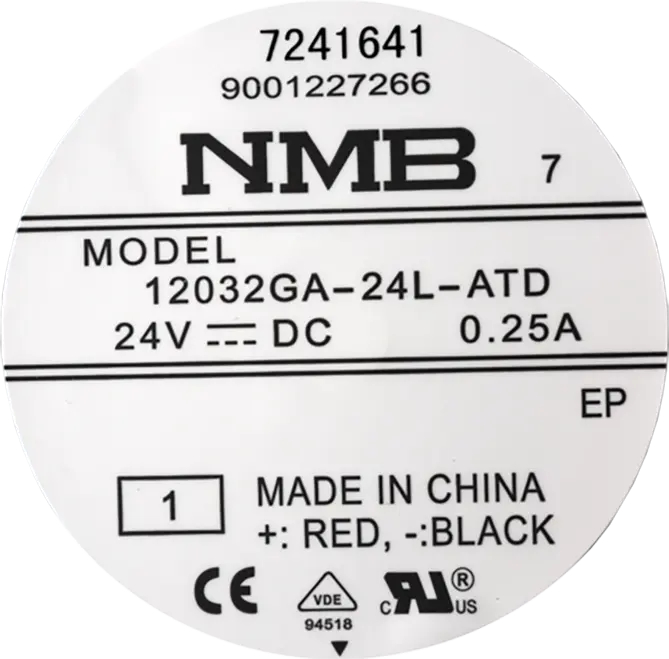 7241641
9001227266
NMB 7
MODEL
12032GA-24L-ATD
24V DC 0.25A
EP
1 MADE IN CHINA
+: RED, -:BLACK
CE VDE c RU ® US
94518